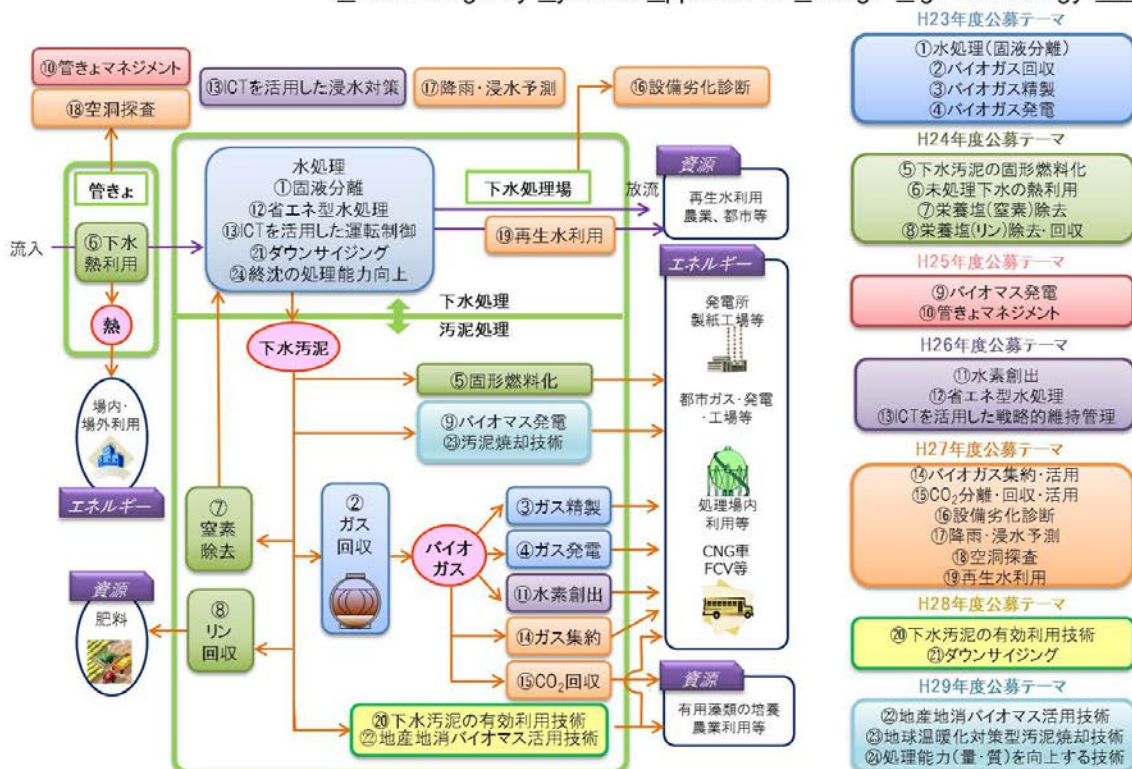 ⑩管きょマネジメント
⑱空洞探査
⑬ICTを活用した浸水対策
⑰降雨・浸水予測
⑯設備劣化診断
管きょ
流入
⑥下水
熱利用
熱
場内・
場外利用
エネルギー
水処理
①固液分離
⑫省エネ型水処理
⑬ICTを活用した運転制御
㉑ダウンサイジング
㉔終沈の処理能力向上
下水処理場
放流
⑲再生水利用
下水処理
汚泥処理
下水汚泥
資源
再生水利用
農業、都市等
エネルギー
発電所
製紙工場等
都市ガス・発電
・工場等
処理場内
利用等
CNG車
FCV等
⑤固形燃料化
⑨バイオマス発電
㉓汚泥焼却技術
⑦
窒素
除去
②
ガス
回収
バイオ
ガス
③ガス精製
④ガス発電
⑪水素創出
⑭ガス集約
⑮CO₂回収
資源
肥料
⑧
リン
回収
⑳下水汚泥の有効利用技術
㉒地産地消バイオマス活用技術
資源
有用藻類の培養
農業利用等
H23年度公募テーマ
①水処理(固液分離)
②バイオガス回収
③バイオガス精製
④バイオガス発電
H24年度公募テーマ
⑤下水汚泥の固形燃料化
⑥未処理下水の熱利用
⑦栄養塩(窒素)除去
⑧栄養塩(リン)除去・回収
H25年度公募テーマ
⑨バイオマス発電
⑩管きょマネジメント
H26年度公募テーマ
⑪水素創出
⑫省エネ型水処理
⑬ICTを活用した戦略的維持管理
H27年度公募テーマ
⑭バイオガス集約・活用
⑮CO₂分離・回収・活用
⑯設備劣化診断
⑰降雨・浸水予測
⑱空洞探査
⑲再生水利用
H28年度公募テーマ
⑳下水汚泥の有効利用技術
㉑ダウンサイジング
H29年度公募テーマ
㉒地産地消バイオマス活用技術
㉓地球温暖化対策型汚泥焼却技術
㉔処理能力(量・質)を向上する技術